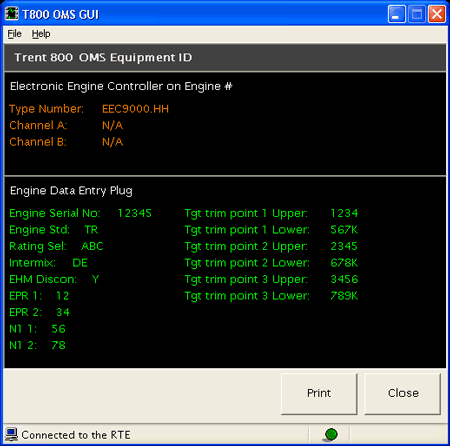 T800 OMS GUI
File Help
Trent 800 OMS Equipment ID
Electronic Engine Controller on Engine #
Type Number: EEC9000.HH
Channel A: N/A
Channel B: N/A
Engine Data Entry Plug
Engine Serial No: 12345 Tgt trim point 1 Upper: 1234
Engine Std: TR Tgt trim point 1 Lower: 567K
Rating Sel: ABC Tgt trim point 2 Upper: 2345
Intermix: DE Tgt trim point 2 Lower: 678K
EHM Discon: Y Tgt trim point 3 Upper: 3456
EPR 1: 12 Tgt trim point 3 Lower: 789K
EPR 2: 34
N1 1: 56
N1 2: 78
Print Close
Connected to the RTE